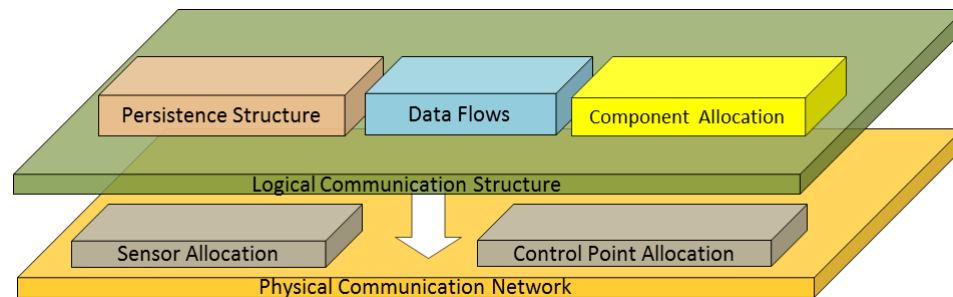 Persistence Structure
Data Flows
Component Allocation
Logical Communication Structure
Sensor Allocation
Control Point Allocation
Physical Communication Network